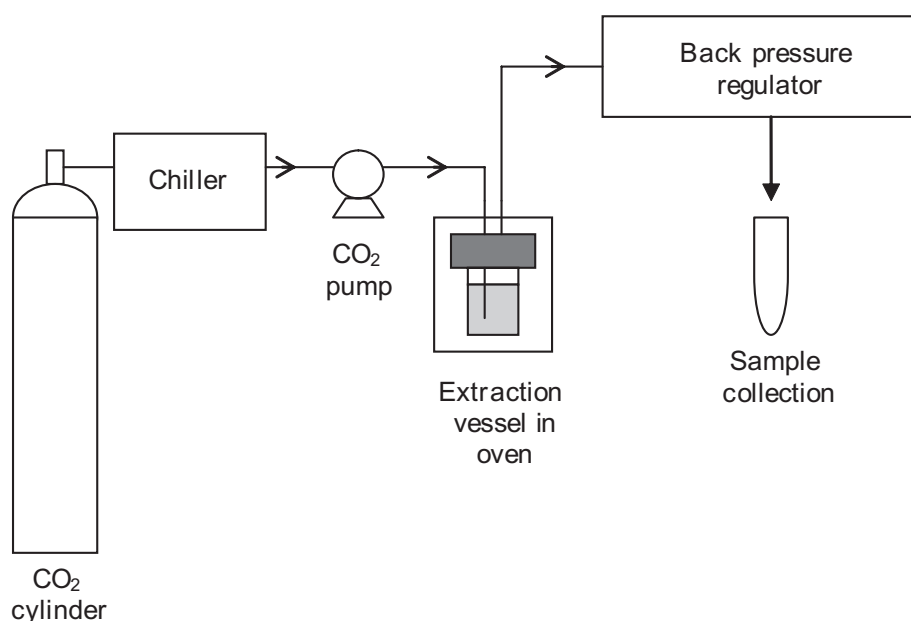 Back pressure
regulator
Chiller
CO₂
pump
Extraction
vessel in
oven
Sample
collection
CO₂
cylinder